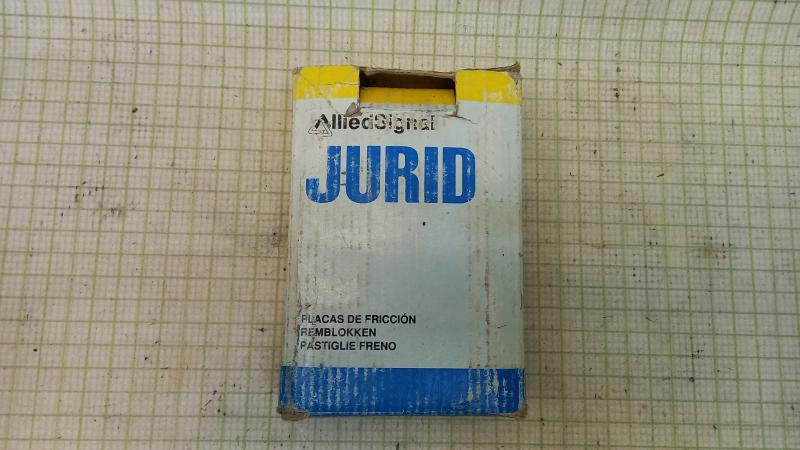 AlliedSignal
JURID
PLACAS DE FRICCIÓN
REMBLOKKEN
PASTIGLIE FRENO